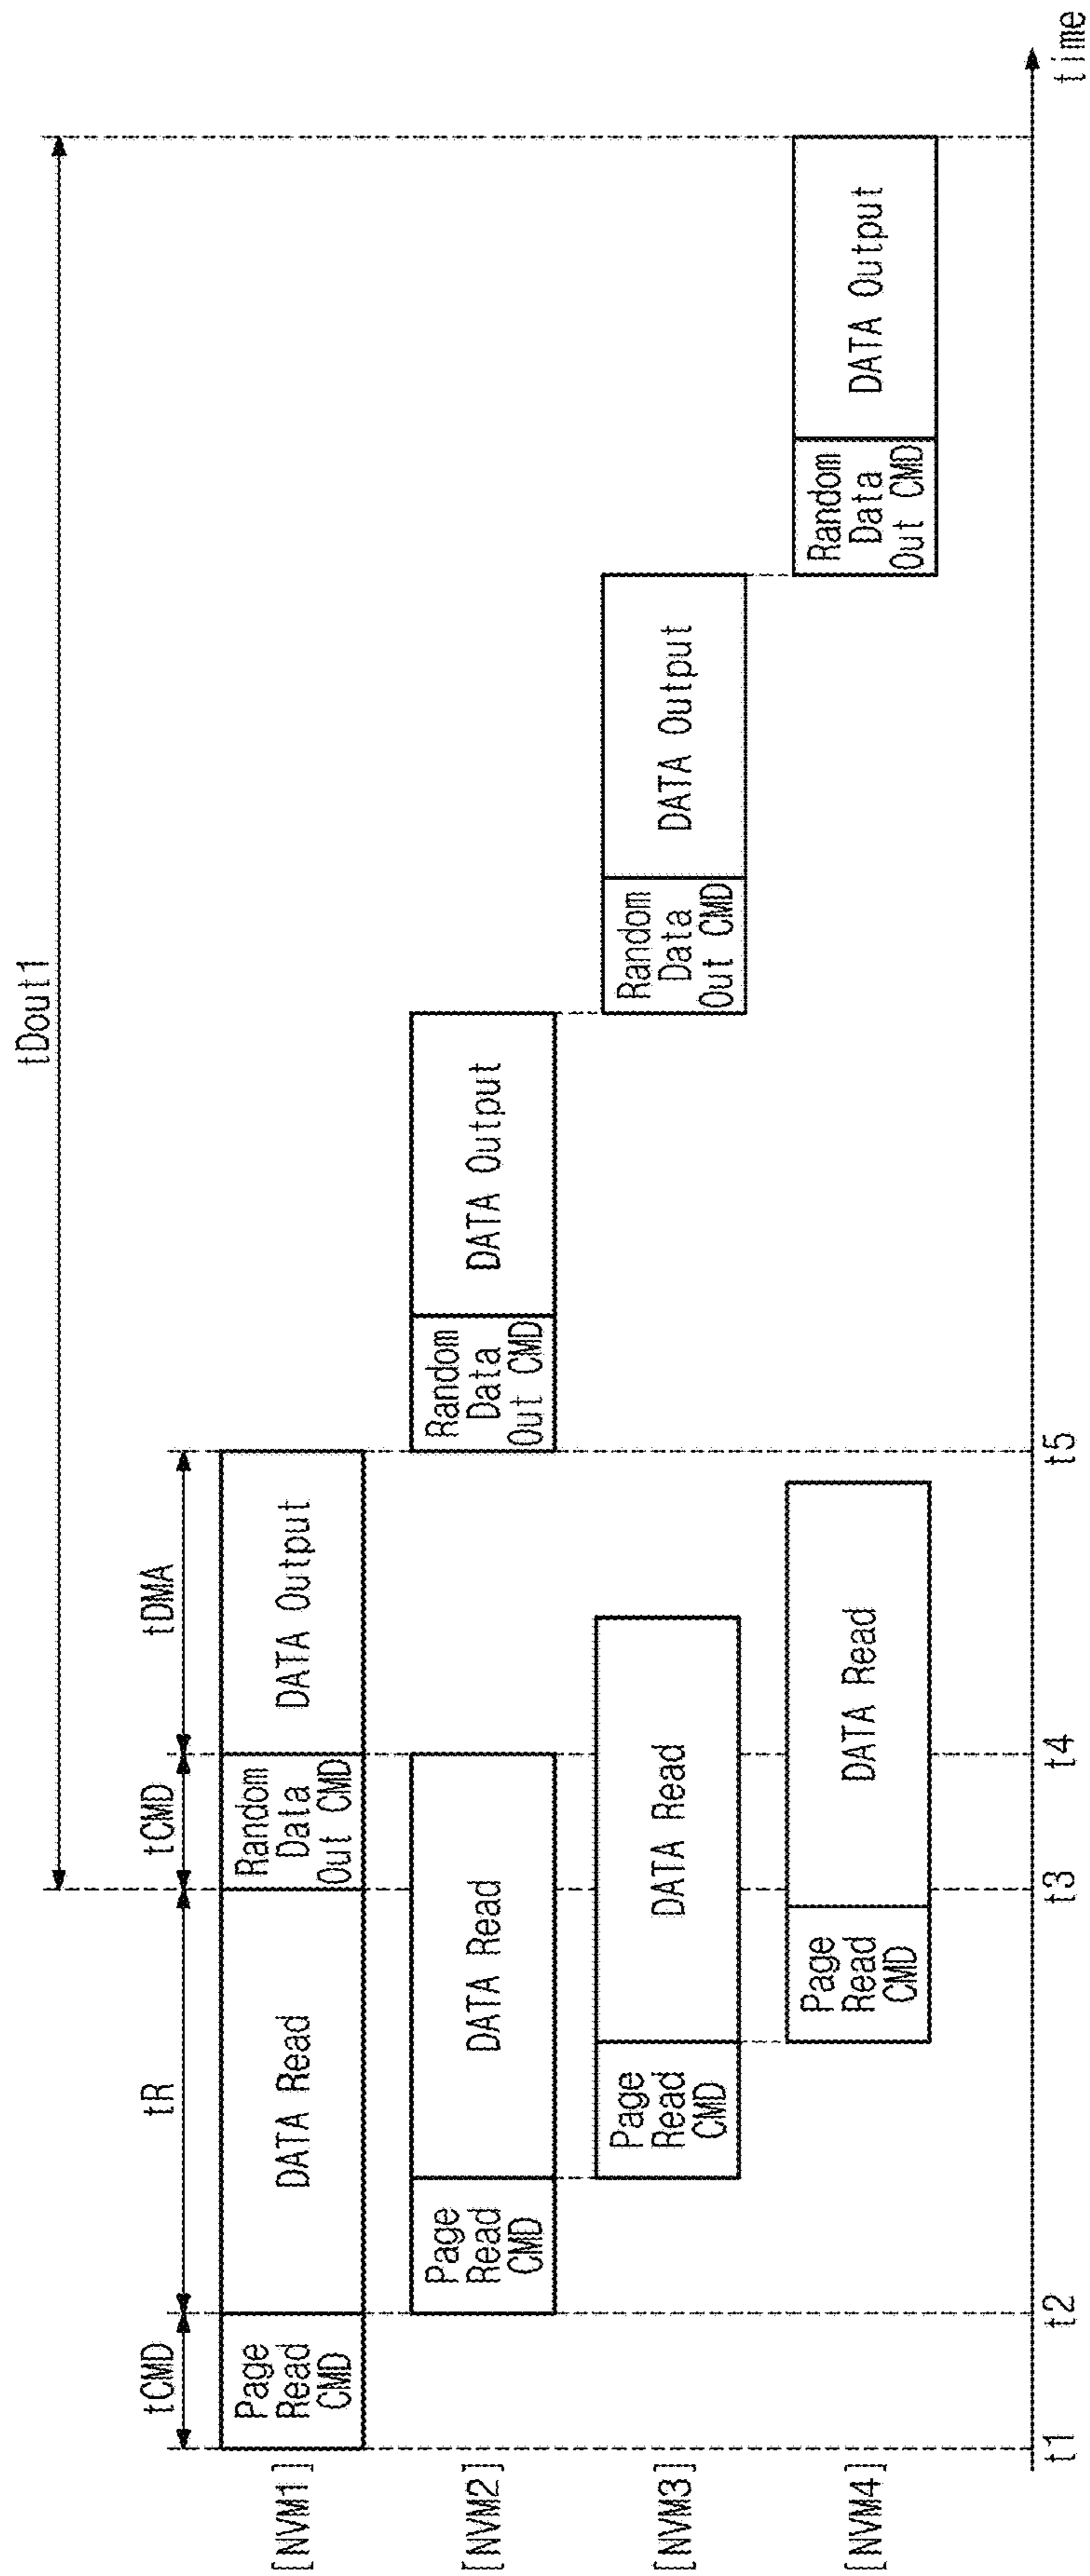 tDout1
tCMD
tR
tCMD
tDMA
[NVM1]
Page
Read
CMD
DATA Read
Random
Data
Out CMD
DATA Output
[NVM2]
Page
Read
CMD
DATA Read
Random
Data
Out CMD
DATA Output
[NVM3]
Page
Read
CMD
DATA Read
Random
Data
Out CMD
DATA Output
[NVM4]
Page
Read
CMD
DATA Read
Random
Data
Out CMD
DATA Output
t1
t2
t3
t4
t5
time